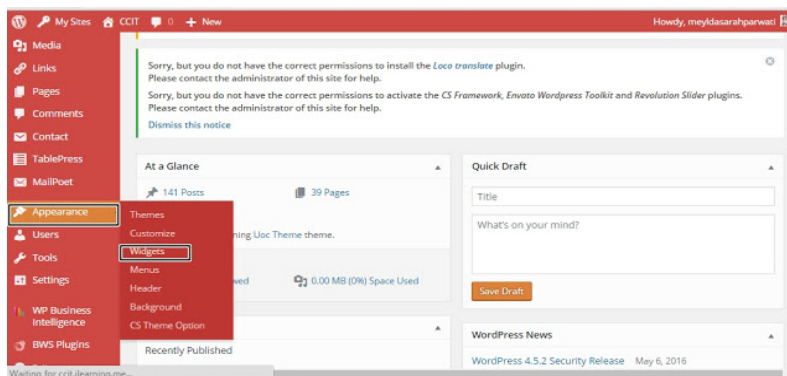 My Sites CCIT 0 + New Howdy, meyldasarahparwati
Media
Links
Pages
Comments
Contact
TablePress
MailPoet
Appearance
Users
Tools
Settings
WP Business
Intelligence
BWS Plugins
Themes
Customize
Widgets
Menus
Header
Background
CS Theme Option
Sorry, but you do not have the correct permissions to install the Loco translate plugin.
Please contact the administrator of this site for help.
Sorry, but you do not have the correct permissions to activate the CS Framework, Envato Wordpress Toolkit and Revolution Slider plugins.
Please contact the administrator of this site for help.
Dismiss this notice
At a Glance
141 Posts 39 Pages
ning Uoc Theme theme.
wed 0.00 MB (0%) Space Used
Recently Published
Quick Draft
Title
What's on your mind?
Save Draft
WordPress News
WordPress 4.5.2 Security Release May 6, 2016
Waiting for ccit.ilearning.me...